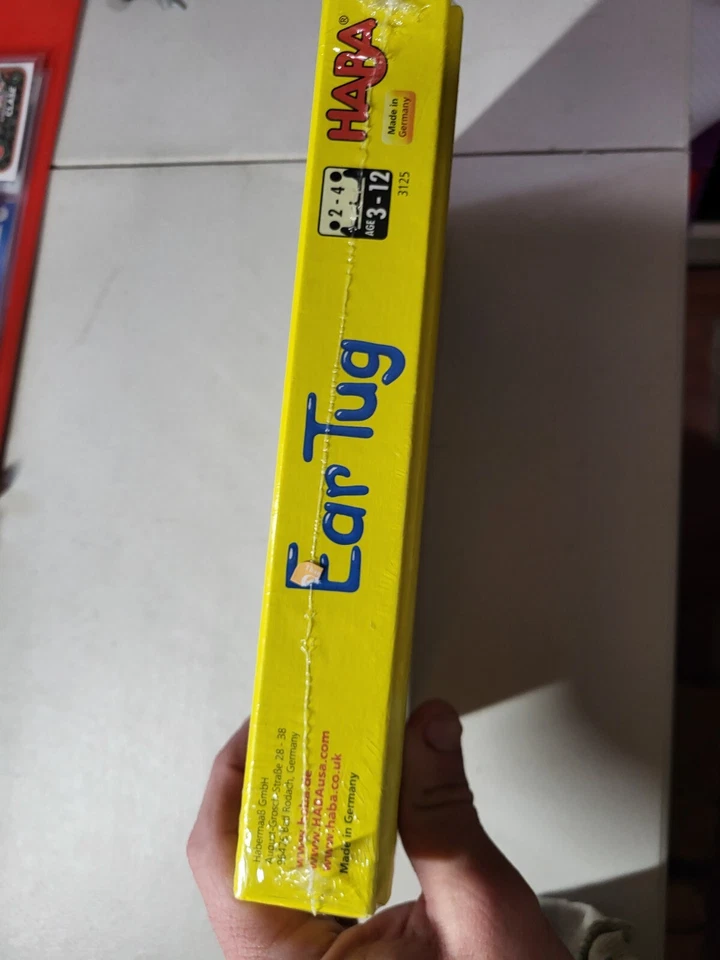 HABA®
Made in
Germany
2 - 4
AGE 3 - 12
3125
Ear Tug
Habermaaß GmbH
August-Grosch-Straße 28 - 38
96476 Bad Rodach, Germany
www.haba.de
www.HABAusa.com
www.haba.co.uk
Made in Germany
CLASE